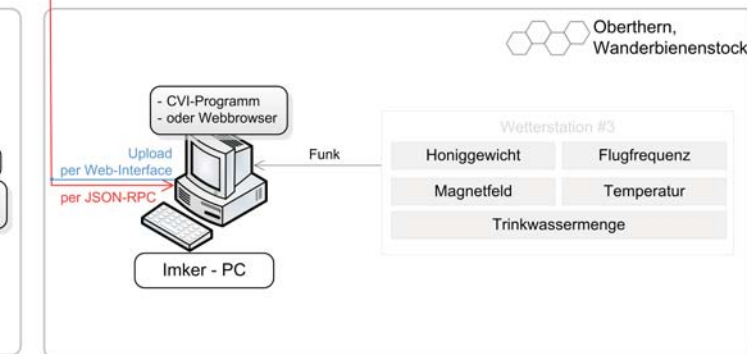 Oberthern,
Wanderbienenstock
- CVI-Programm
- oder Webbrowser
Upload
per Web-Interface
per JSON-RPC
Funk
Imker - PC
Wetterstation #3
Honiggewicht
Flugfrequenz
Magnetfeld
Temperatur
Trinkwassermenge